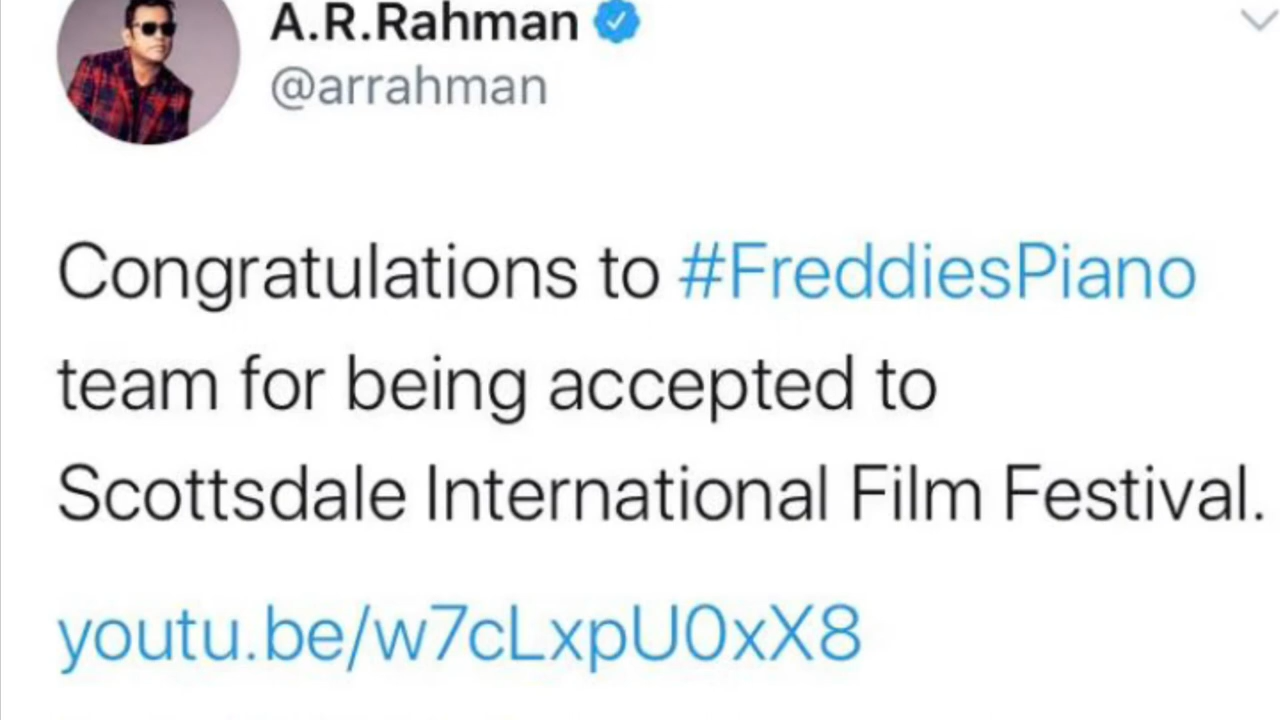 A.R.Rahman
@arrahman
Congratulations to #FreddiesPiano
team for being accepted to
Scottsdale International Film Festival.
youtu.be/w7cLxpU0xX8